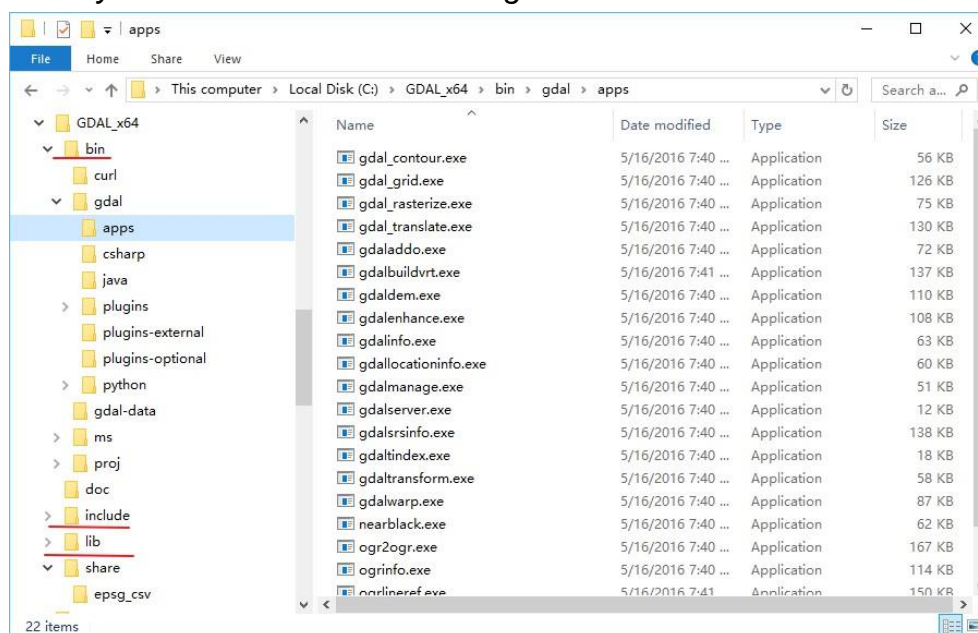 apps
File Home Share View
This computer > Local Disk (C:) > GDAL_x64 > bin > gdal > apps
Search a...
GDAL_x64
bin
curl
gdal
apps
csharp
java
plugins
plugins-external
plugins-optional
python
gdal-data
ms
proj
doc
include
lib
share
epsg_csv
Name Date modified Type Size
gdal_contour.exe 5/16/2016 7:40 ... Application 56 KB
gdal_grid.exe 5/16/2016 7:40 ... Application 126 KB
gdal_rasterize.exe 5/16/2016 7:40 ... Application 75 KB
gdal_translate.exe 5/16/2016 7:40 ... Application 130 KB
gdaladdo.exe 5/16/2016 7:40 ... Application 72 KB
gdalbuildvrt.exe 5/16/2016 7:41 ... Application 137 KB
gdaldem.exe 5/16/2016 7:40 ... Application 110 KB
gdalenhance.exe 5/16/2016 7:40 ... Application 108 KB
gdalinfo.exe 5/16/2016 7:40 ... Application 63 KB
gdallocationinfo.exe 5/16/2016 7:40 ... Application 60 KB
gdalmanage.exe 5/16/2016 7:40 ... Application 51 KB
gdalserver.exe 5/16/2016 7:40 ... Application 12 KB
gdalsrsinfo.exe 5/16/2016 7:40 ... Application 138 KB
gdaltindex.exe 5/16/2016 7:40 ... Application 18 KB
gdaltransform.exe 5/16/2016 7:40 ... Application 58 KB
gdalwarp.exe 5/16/2016 7:40 ... Application 87 KB
nearblack.exe 5/16/2016 7:40 ... Application 62 KB
ogr2ogr.exe 5/16/2016 7:40 ... Application 167 KB
ogrinfo.exe 5/16/2016 7:40 ... Application 114 KB
ogrlineref.exe 5/16/2016 7:41 Application 150 KB
22 items